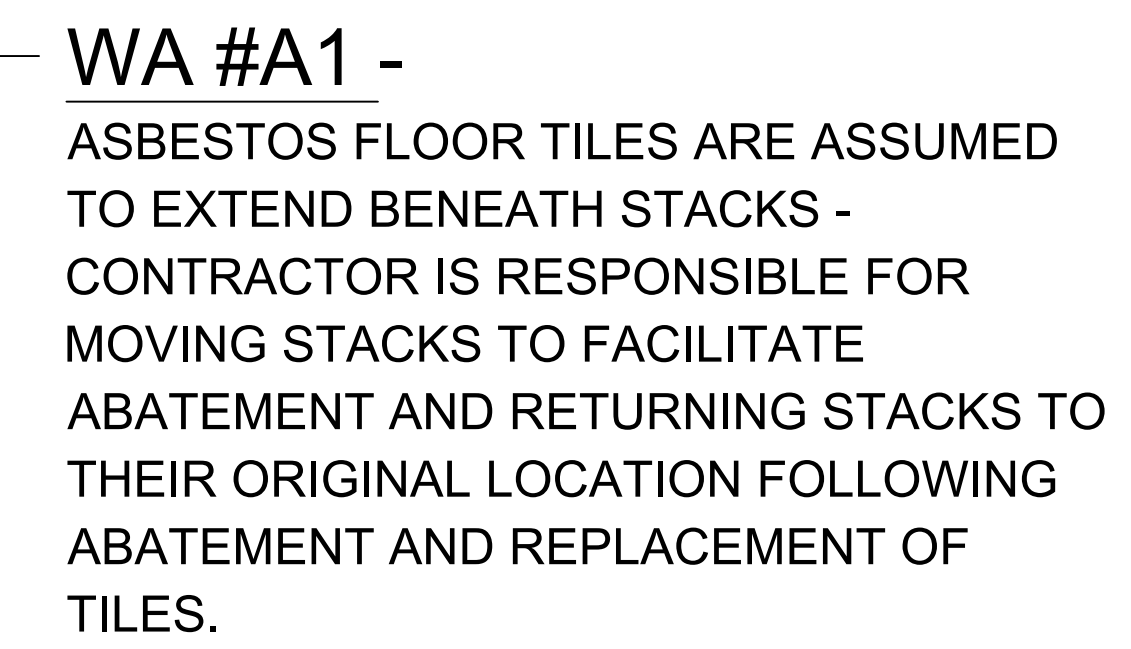 WA #A1 -
ASBESTOS FLOOR TILES ARE ASSUMED
TO EXTEND BENEATH STACKS -
CONTRACTOR IS RESPONSIBLE FOR
MOVING STACKS TO FACILITATE
ABATEMENT AND RETURNING STACKS TO
THEIR ORIGINAL LOCATION FOLLOWING
ABATEMENT AND REPLACEMENT OF
TILES.